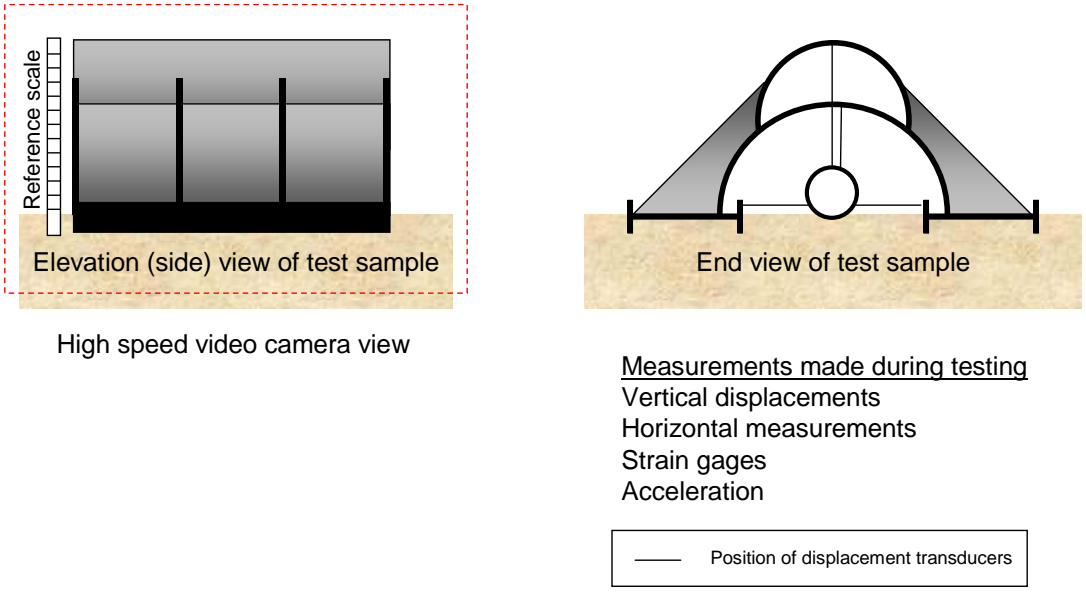 Reference scale
Elevation (side) view of test sample
High speed video camera view
End view of test sample
Measurements made during testing
Vertical displacements
Horizontal measurements
Strain gages
Acceleration
Position of displacement transducers